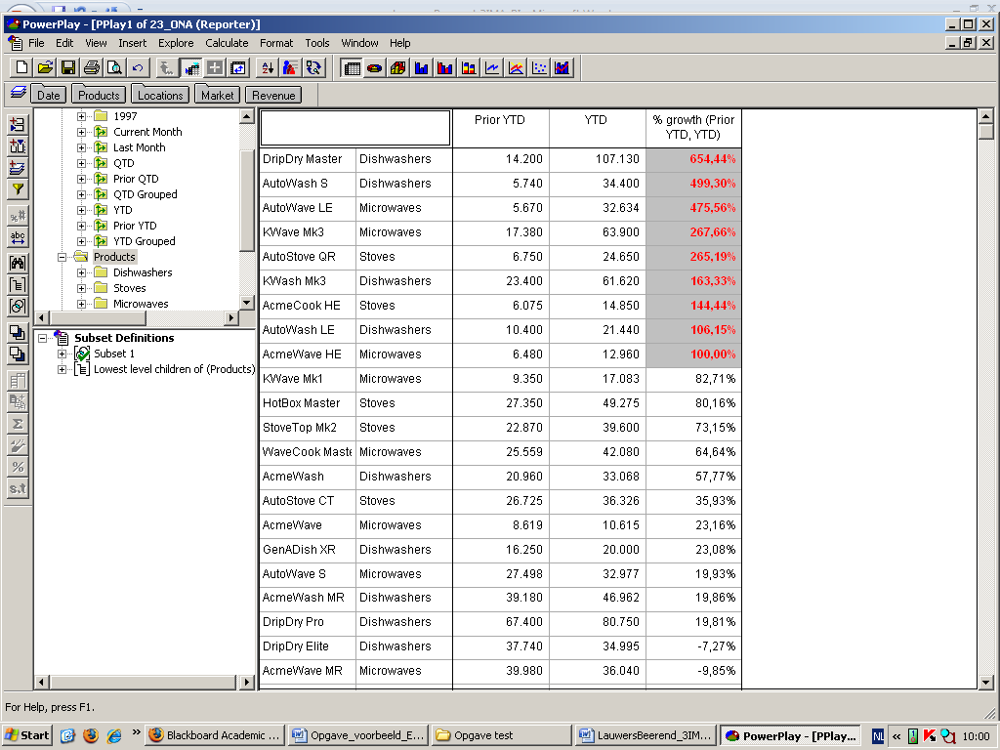 PowerPlay - [PPlay1 of 23_ONA (Reporter)]
File Edit View Insert Explore Calculate Format Tools Window Help
Date Products Locations Market Revenue
1997
Current Month
Last Month
QTD
Prior QTD
QTD Grouped
YTD
Prior YTD
YTD Grouped
Products
Dishwashers
Stoves
Microwaves
Subset Definitions
Subset 1
Lowest level children of (Products)
Prior YTD YTD % growth (Prior
YTD, YTD)
DripDry Master Dishwashers 14.200 107.130 654,44%
AutoWash S Dishwashers 5.740 34.400 499,30%
AutoWave LE Microwaves 5.670 32.634 475,56%
KWave Mk3 Microwaves 17.380 63.900 267,66%
AutoStove QR Stoves 6.750 24.650 265,19%
KWash Mk3 Dishwashers 23.400 61.620 163,33%
AcmeCook HE Stoves 6.075 14.850 144,44%
AutoWash LE Dishwashers 10.400 21.440 106,15%
AcmeWave HE Microwaves 6.480 12.960 100,00%
KWave Mk1 Microwaves 9.350 17.083 82,71%
HotBox Master Stoves 27.350 49.275 80,16%
StoveTop Mk2 Stoves 22.870 39.600 73,15%
WaveCook Maste Microwaves 25.559 42.080 64,64%
AcmeWash Dishwashers 20.960 33.068 57,77%
AutoStove CT Stoves 26.725 36.326 35,93%
AcmeWave Microwaves 8.619 10.615 23,16%
GenADish XR Dishwashers 16.250 20.000 23,08%
AutoWave S Microwaves 27.498 32.977 19,93%
AcmeWash MR Dishwashers 39.180 46.962 19,86%
DripDry Pro Dishwashers 67.400 80.750 19,81%
DripDry Elite Dishwashers 37.740 34.995 -7,27%
AcmeWave MR Microwaves 39.980 36.040 -9,85%
For Help, press F1.
Start » Blackboard Academic ... Opgave_voorbeeld_E... Opgave test LauwersBeerend_3IM... PowerPlay - [PPlay... NL « 10:00